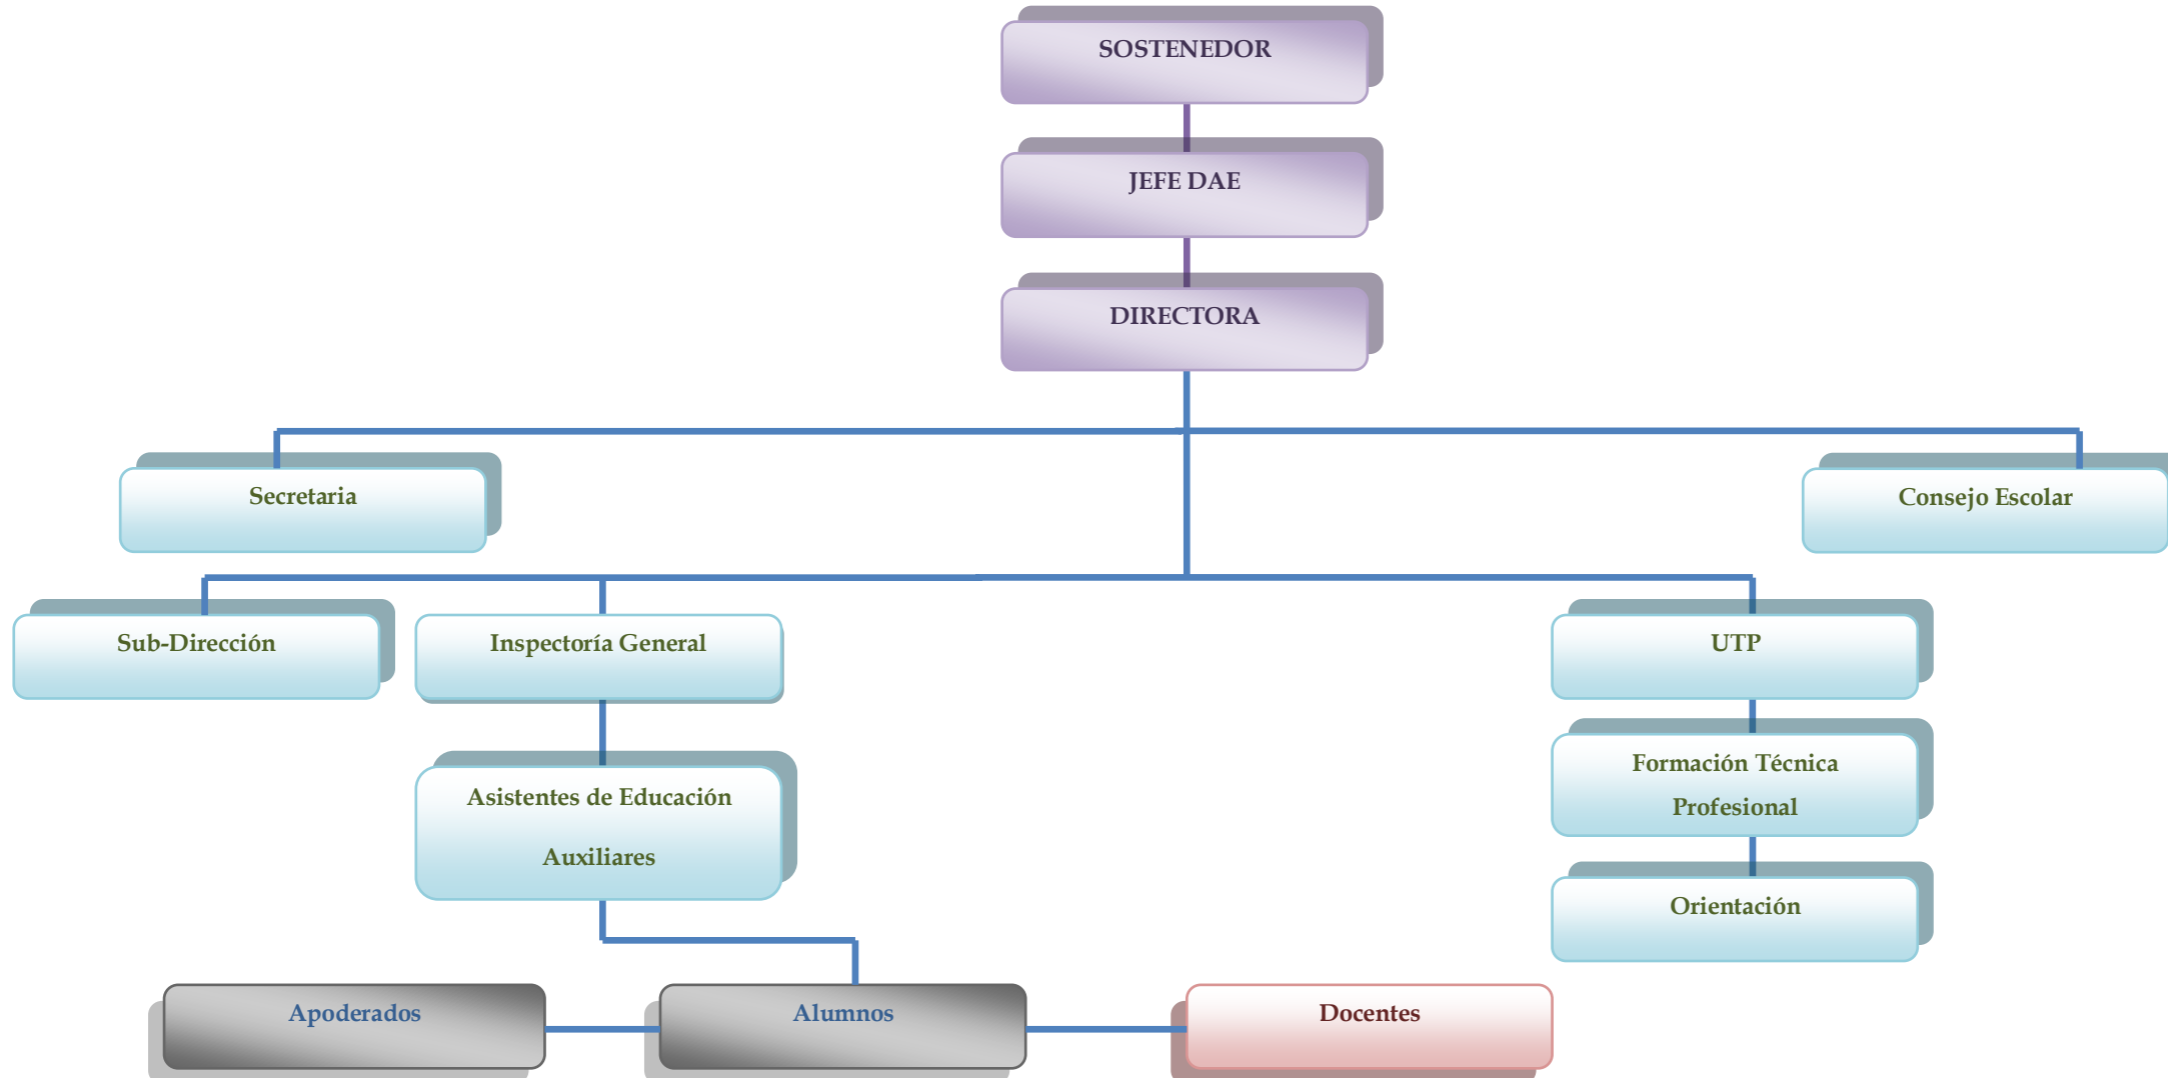 SOSTENEDOR
JEFE DAE
DIRECTORA
Secretaria
Consejo Escolar
Sub-Dirección
Inspectoría General
UTP
Asistentes de Educación
Auxiliares
Formación Técnica
Profesional
Orientación
Apoderados
Alumnos
Docentes